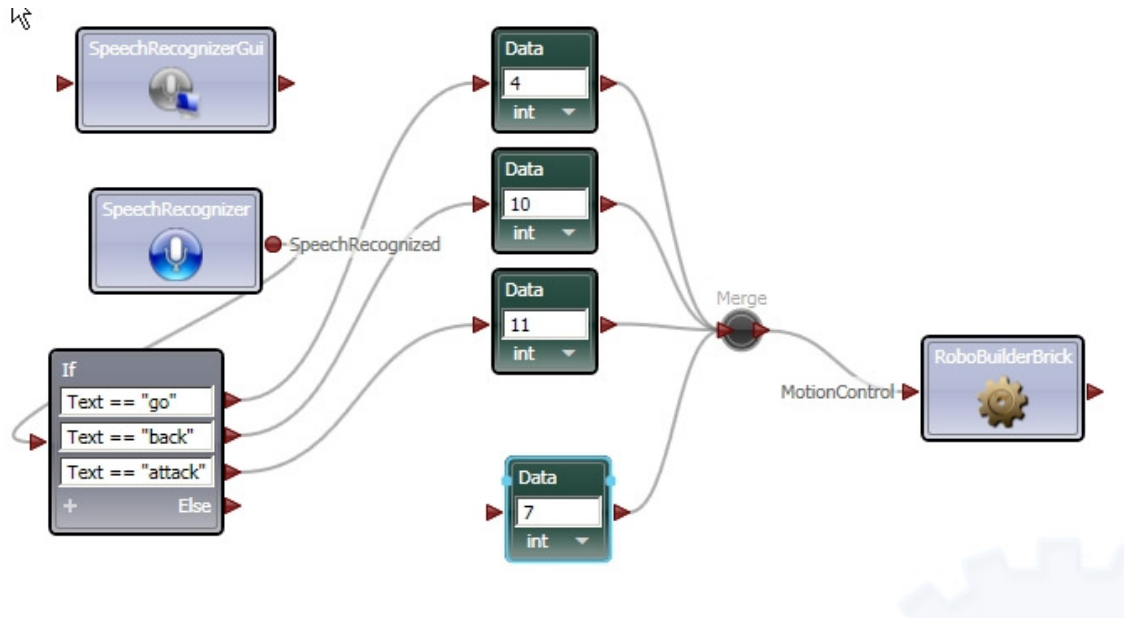 SpeechRecognizerGui
SpeechRecognizer
SpeechRecognized
If
Text == "go"
Text == "back"
Text == "attack"
+ Else
Data
4
int
Data
10
int
Data
11
int
Data
7
int
Merge
MotionControl
RoboBuilderBrick